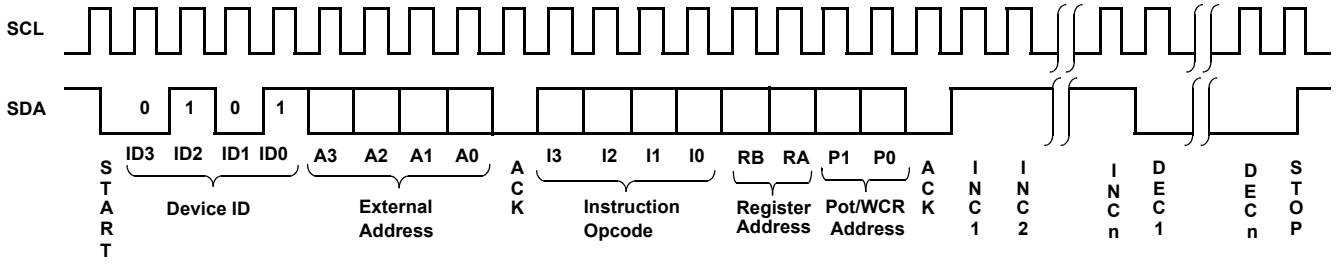 SCL
SDA
0 1 0 1
ID3 ID2 ID1 ID0 A3 A2 A1 A0 I3 I2 I1 I0 RB RA P1 P0
START
Device ID
External
Address
ACK
Instruction
Opcode
Register
Address
Pot/WCR
Address
ACK
INC1
INC2
INCn
DEC1
DECn
STOP